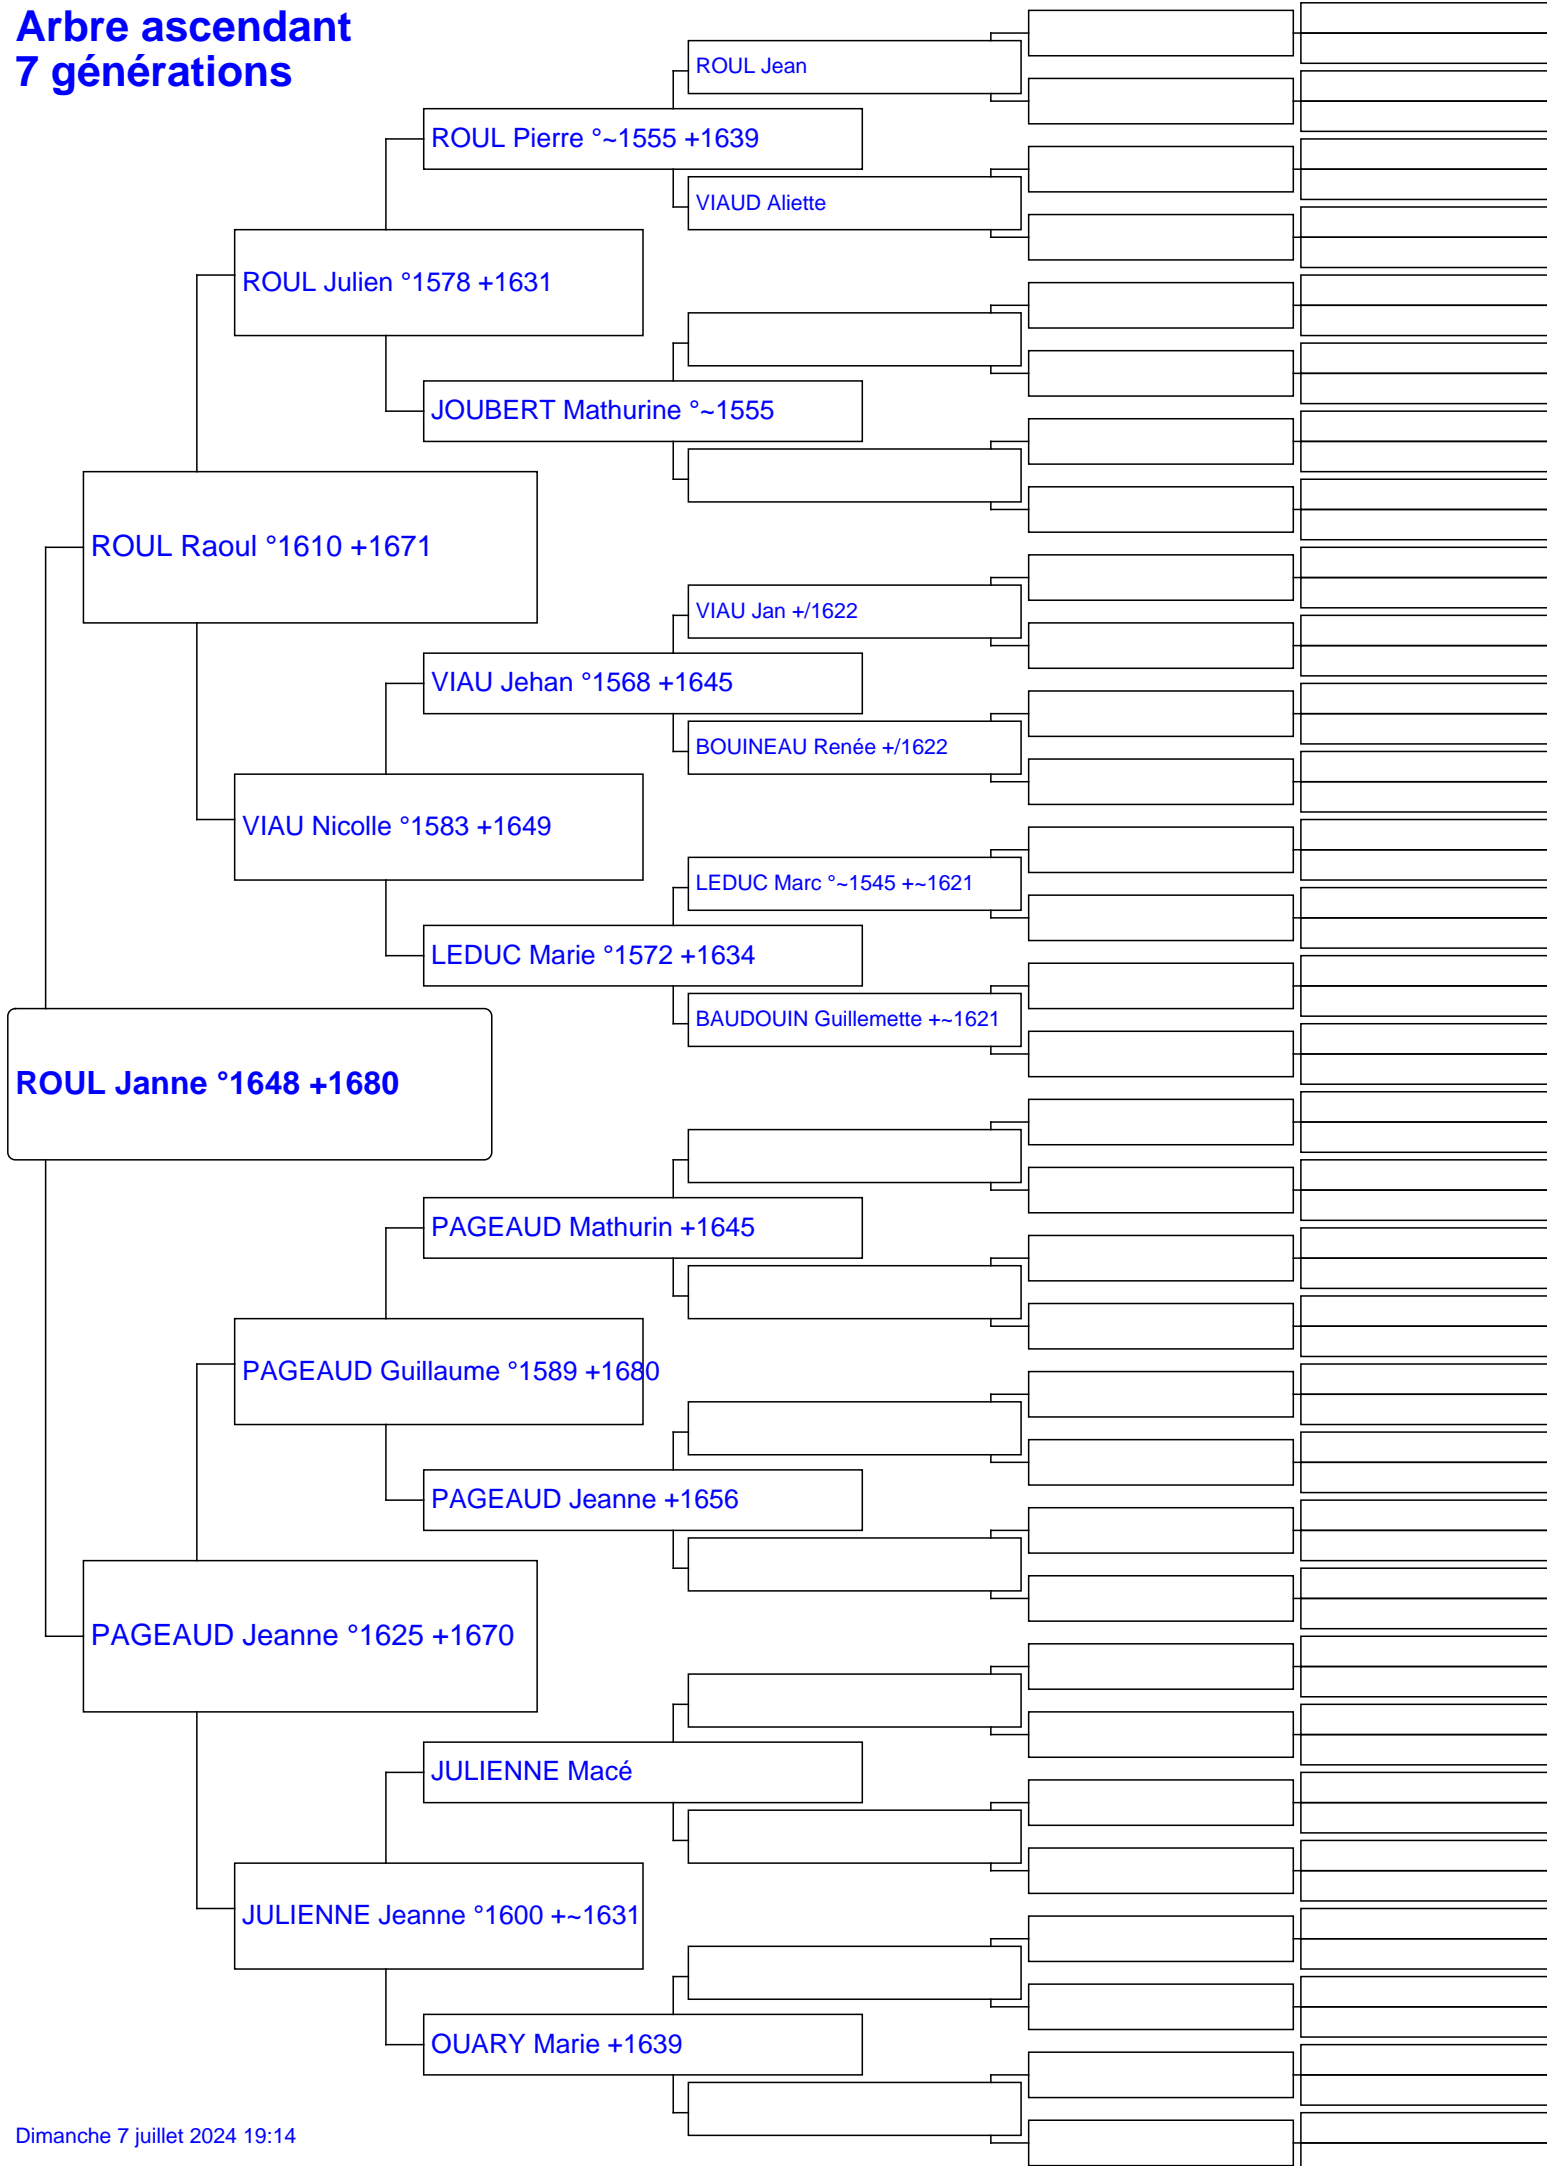 Arbre ascendant
7 générations
ROUL Jean
ROUL Pierre °~1555 +1639
VIAUD Aliette
ROUL Julien °1578 +1631
JOUBERT Mathurine °~1555
ROUL Raoul °1610 +1671
VIAU Jan +/1622
VIAU Jehan °1568 +1645
BOUINEAU Renée +/1622
VIAU Nicolle °1583 +1649
LEDUC Marc °~1545 +~1621
LEDUC Marie °1572 +1634
BAUDOUIN Guillemette +~1621
ROUL Janne °1648 +1680
PAGEAUD Mathurin +1645
PAGEAUD Guillaume °1589 +1680
PAGEAUD Jeanne +1656
PAGEAUD Jeanne °1625 +1670
JULIENNE Macé
JULIENNE Jeanne °1600 +~1631
OUARY Marie +1639
Dimanche 7 juillet 2024 19:14